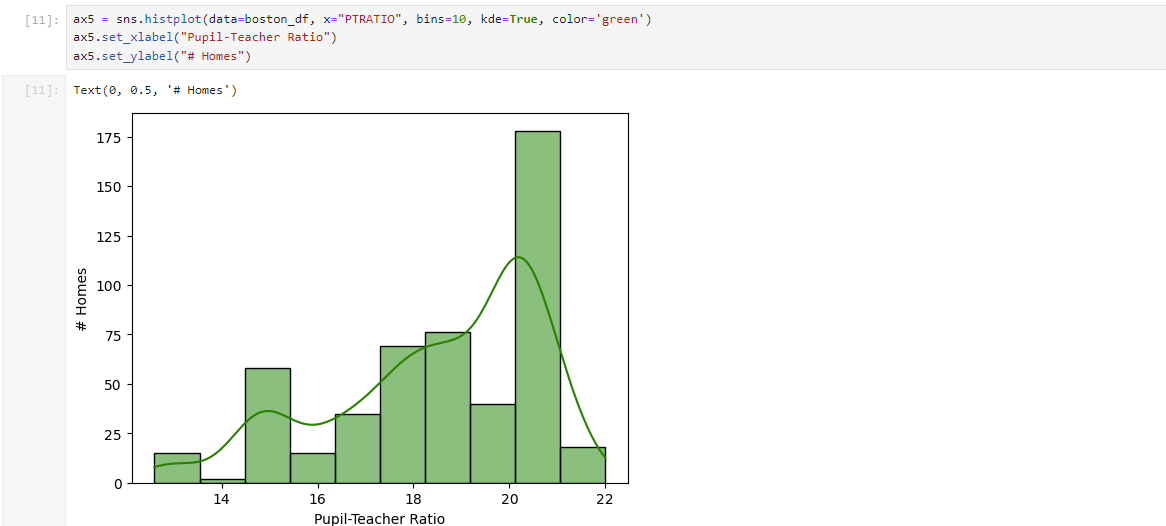 [11]: ax5 = sns.histplot(data=boston_df, x="PTRATIO", bins=10, kde=True, color='green')
ax5.set_xlabel("Pupil-Teacher Ratio")
ax5.set_ylabel("# Homes")
[11]: Text(0, 0.5, '# Homes')
175
150
125
100
75
50
25
0
# Homes
14 16 18 20 22
Pupil-Teacher Ratio